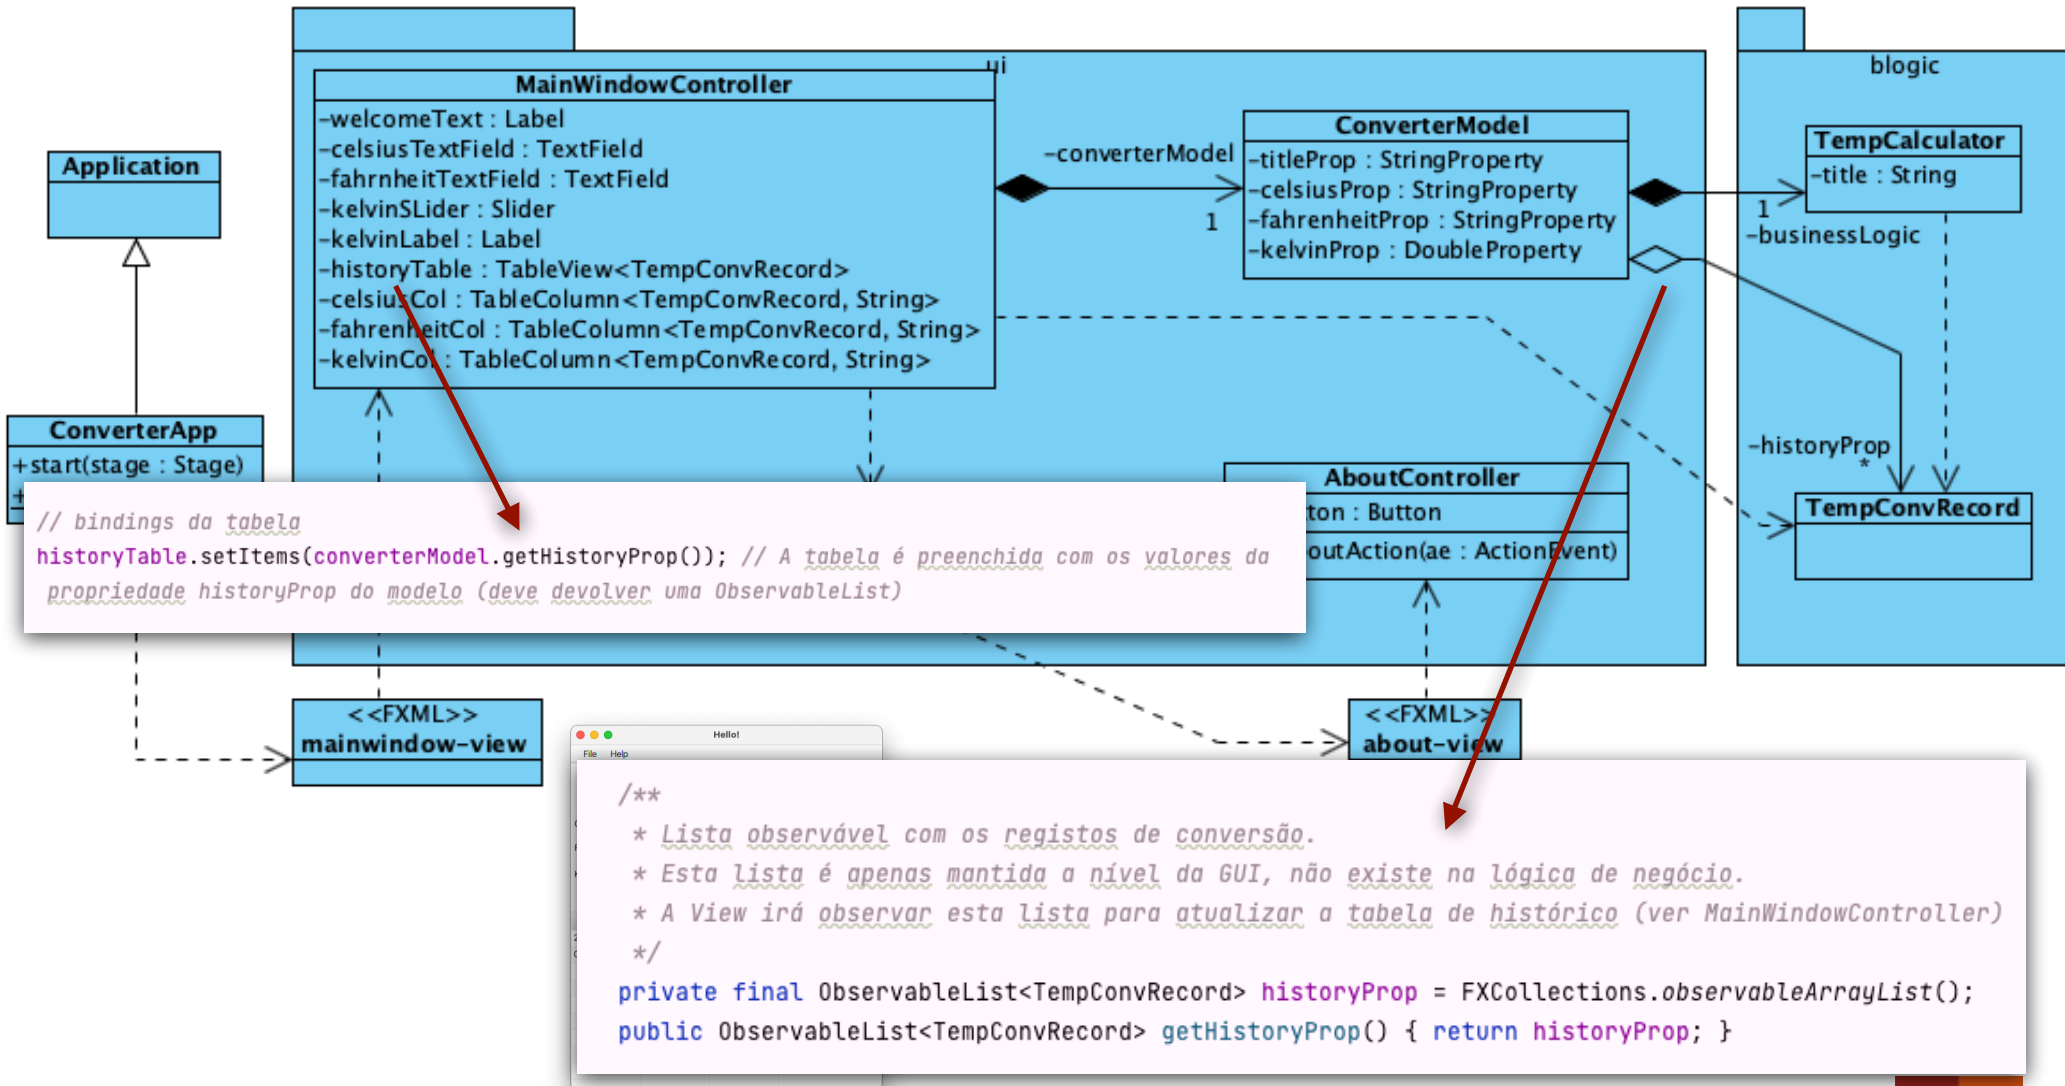 ui
blogic
MainWindowController
-welcomeText : Label
-celsiusTextField : TextField
-fahrnheitTextField : TextField
-kelvinSLider : Slider
-kelvinLabel : Label
-historyTable : TableView<TempConvRecord>
-celsiusCol : TableColumn<TempConvRecord, String>
-fahrenheitCol : TableColumn<TempConvRecord, String>
-kelvinCol : TableColumn<TempConvRecord, String>
-converterModel
1
ConverterModel
-titleProp : StringProperty
-celsiusProp : StringProperty
-fahrenheitProp : StringProperty
-kelvinProp : DoubleProperty
TempCalculator
-title : String
1
-businessLogic
Application
ConverterApp
+start(stage : Stage)
+
-historyProp
*
TempConvRecord
AboutController
ton : Button
outAction(ae : ActionEvent)
// bindings da tabela
historyTable.setItems(converterModel.getHistoryProp()); // A tabela é preenchida com os valores da
propriedade historyProp do modelo (deve devolver uma ObservableList)
<<FXML>>
mainwindow-view
<<FXML>>
about-view
Hello!
File Help
/**
* Lista observável com os registos de conversão.
* Esta lista é apenas mantida a nível da GUI, não existe na lógica de negócio.
* A View irá observar esta lista para atualizar a tabela de histórico (ver MainWindowController)
*/
private final ObservableList<TempConvRecord> historyProp = FXCollections.observableArrayList();
public ObservableList<TempConvRecord> getHistoryProp() { return historyProp; }